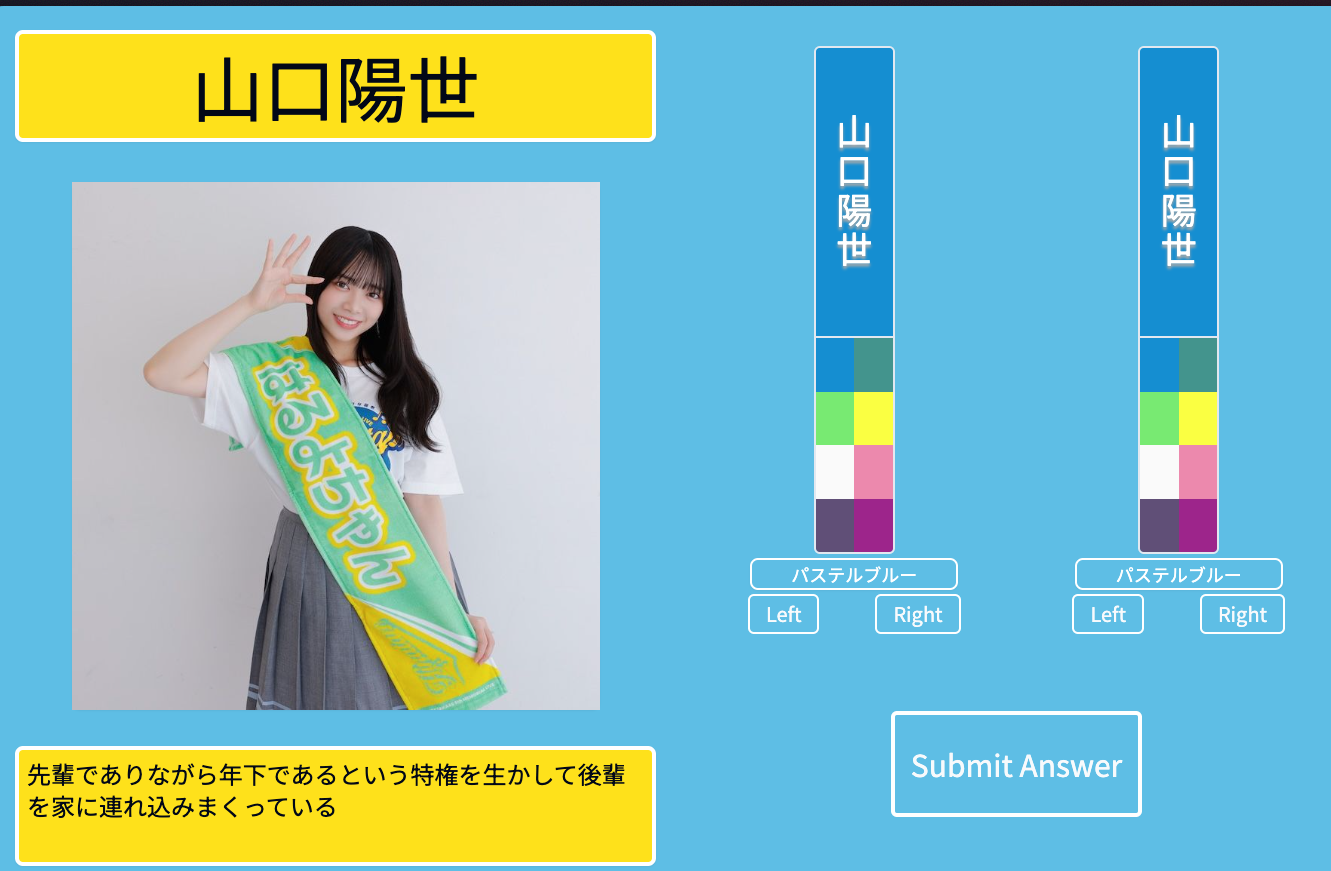 山口陽世
はるよちゃん
先輩でありながら年下であるという特権を生かして後輩
を家に連れ込みまくっている
山口陽世
パステルブルー
Left
Right
山口陽世
パステルブルー
Left
Right
Submit Answer